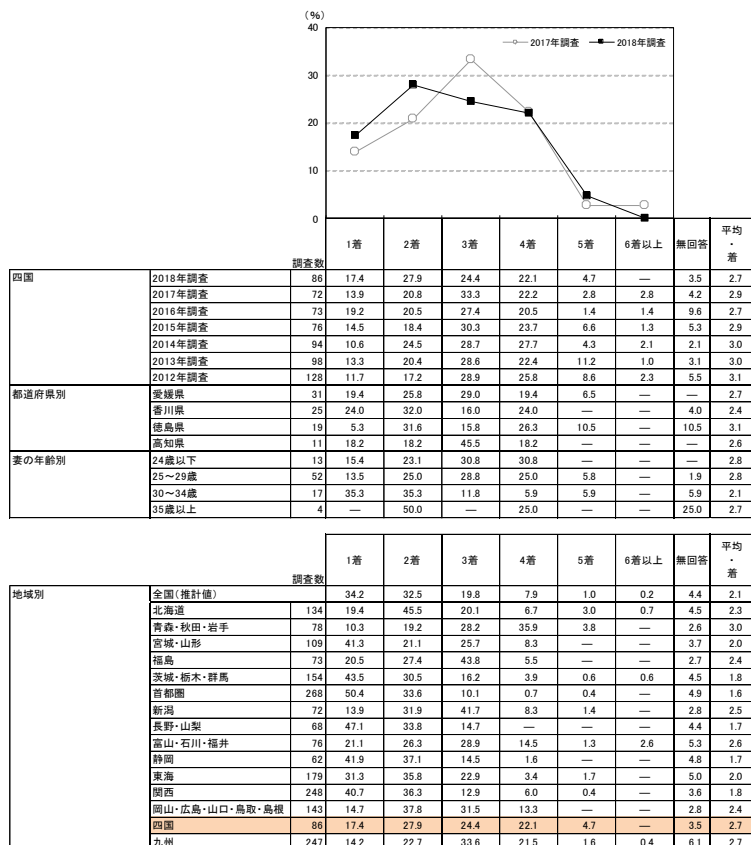 (%)
40
30
20
10
0
2017年調査 2018年調査
調査数 1着 2着 3着 4着 5着 6着以上 無回答 平均・着
四国 2018年調査 86 17.4 27.9 24.4 22.1 4.7 — 3.5 2.7
2017年調査 72 13.9 20.8 33.3 22.2 2.8 2.8 4.2 2.9
2016年調査 73 19.2 20.5 27.4 20.5 1.4 1.4 9.6 2.7
2015年調査 76 14.5 18.4 30.3 23.7 6.6 1.3 5.3 2.9
2014年調査 94 10.6 24.5 28.7 27.7 4.3 2.1 2.1 3.0
2013年調査 98 13.3 20.4 28.6 22.4 11.2 1.0 3.1 3.0
2012年調査 128 11.7 17.2 28.9 25.8 8.6 2.3 5.5 3.1
都道府県別 愛媛県 31 19.4 25.8 29.0 19.4 6.5 — — 2.7
香川県 25 24.0 32.0 16.0 24.0 — — 4.0 2.4
徳島県 19 5.3 31.6 15.8 26.3 10.5 — 10.5 3.1
高知県 11 18.2 18.2 45.5 18.2 — — — 2.6
妻の年齢別 24歳以下 13 15.4 23.1 30.8 30.8 — — — 2.8
25~29歳 52 13.5 25.0 28.8 25.0 5.8 — 1.9 2.8
30~34歳 17 35.3 35.3 11.8 5.9 5.9 — 5.9 2.1
35歳以上 4 — 50.0 — 25.0 — — 25.0 2.7
調査数 1着 2着 3着 4着 5着 6着以上 無回答 平均・着
地域別 全国(推計値) 34.2 32.5 19.8 7.9 1.0 0.2 4.4 2.1
北海道 134 19.4 45.5 20.1 6.7 3.0 0.7 4.5 2.3
青森・秋田・岩手 78 10.3 19.2 28.2 35.9 3.8 — 2.6 3.0
宮城・山形 109 41.3 21.1 25.7 8.3 — — 3.7 2.0
福島 73 20.5 27.4 43.8 5.5 — — 2.7 2.4
茨城・栃木・群馬 154 43.5 30.5 16.2 3.9 0.6 0.6 4.5 1.8
首都圏 268 50.4 33.6 10.1 0.7 0.4 — 4.9 1.6
新潟 72 13.9 31.9 41.7 8.3 1.4 — 2.8 2.5
長野・山梨 68 47.1 33.8 14.7 — — — 4.4 1.7
富山・石川・福井 76 21.1 26.3 28.9 14.5 1.3 2.6 5.3 2.6
静岡 62 41.9 37.1 14.5 1.6 — — 4.8 1.7
東海 179 31.3 35.8 22.9 3.4 1.7 — 5.0 2.0
関西 248 40.7 36.3 12.9 6.0 0.4 — 3.6 1.8
岡山・広島・山口・鳥取・島根 143 14.7 37.8 31.5 13.3 — — 2.8 2.4
四国 86 17.4 27.9 24.4 22.1 4.7 — 3.5 2.7
九州 247 14.2 22.7 33.6 21.5 1.6 0.4 6.1 2.7